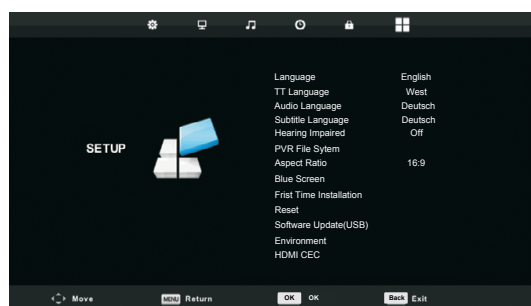 Language English
TT Language West
Audio Language Deutsch
Subtitle Language Deutsch
Hearing Impaired Off
SETUP
PVR File Sytem
Aspect Ratio 16:9
Blue Screen
Frist Time Installation
Reset
Software Update(USB)
Environment
HDMI CEC
Move MENU Return OK OK Back Exit